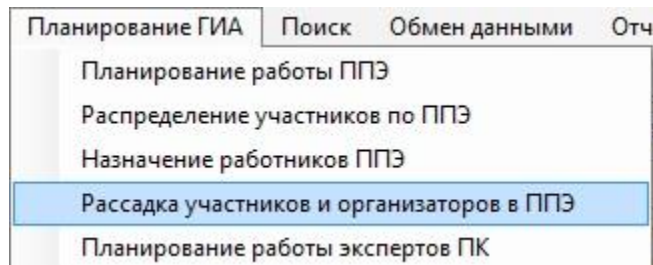 Планирование ГИА Поиск Обмен данными Отч
Планирование работы ППЭ
Распределение участников по ППЭ
Назначение работников ППЭ
Рассадка участников и организаторов в ППЭ
Планирование работы экспертов ПК